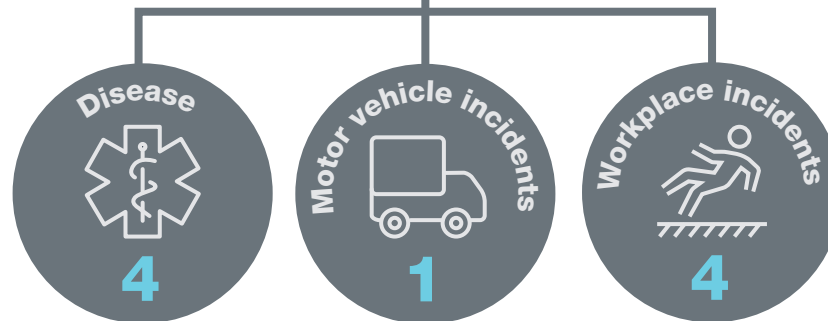 Disease
4
Motor vehicle incidents
1
Workplace incidents
4